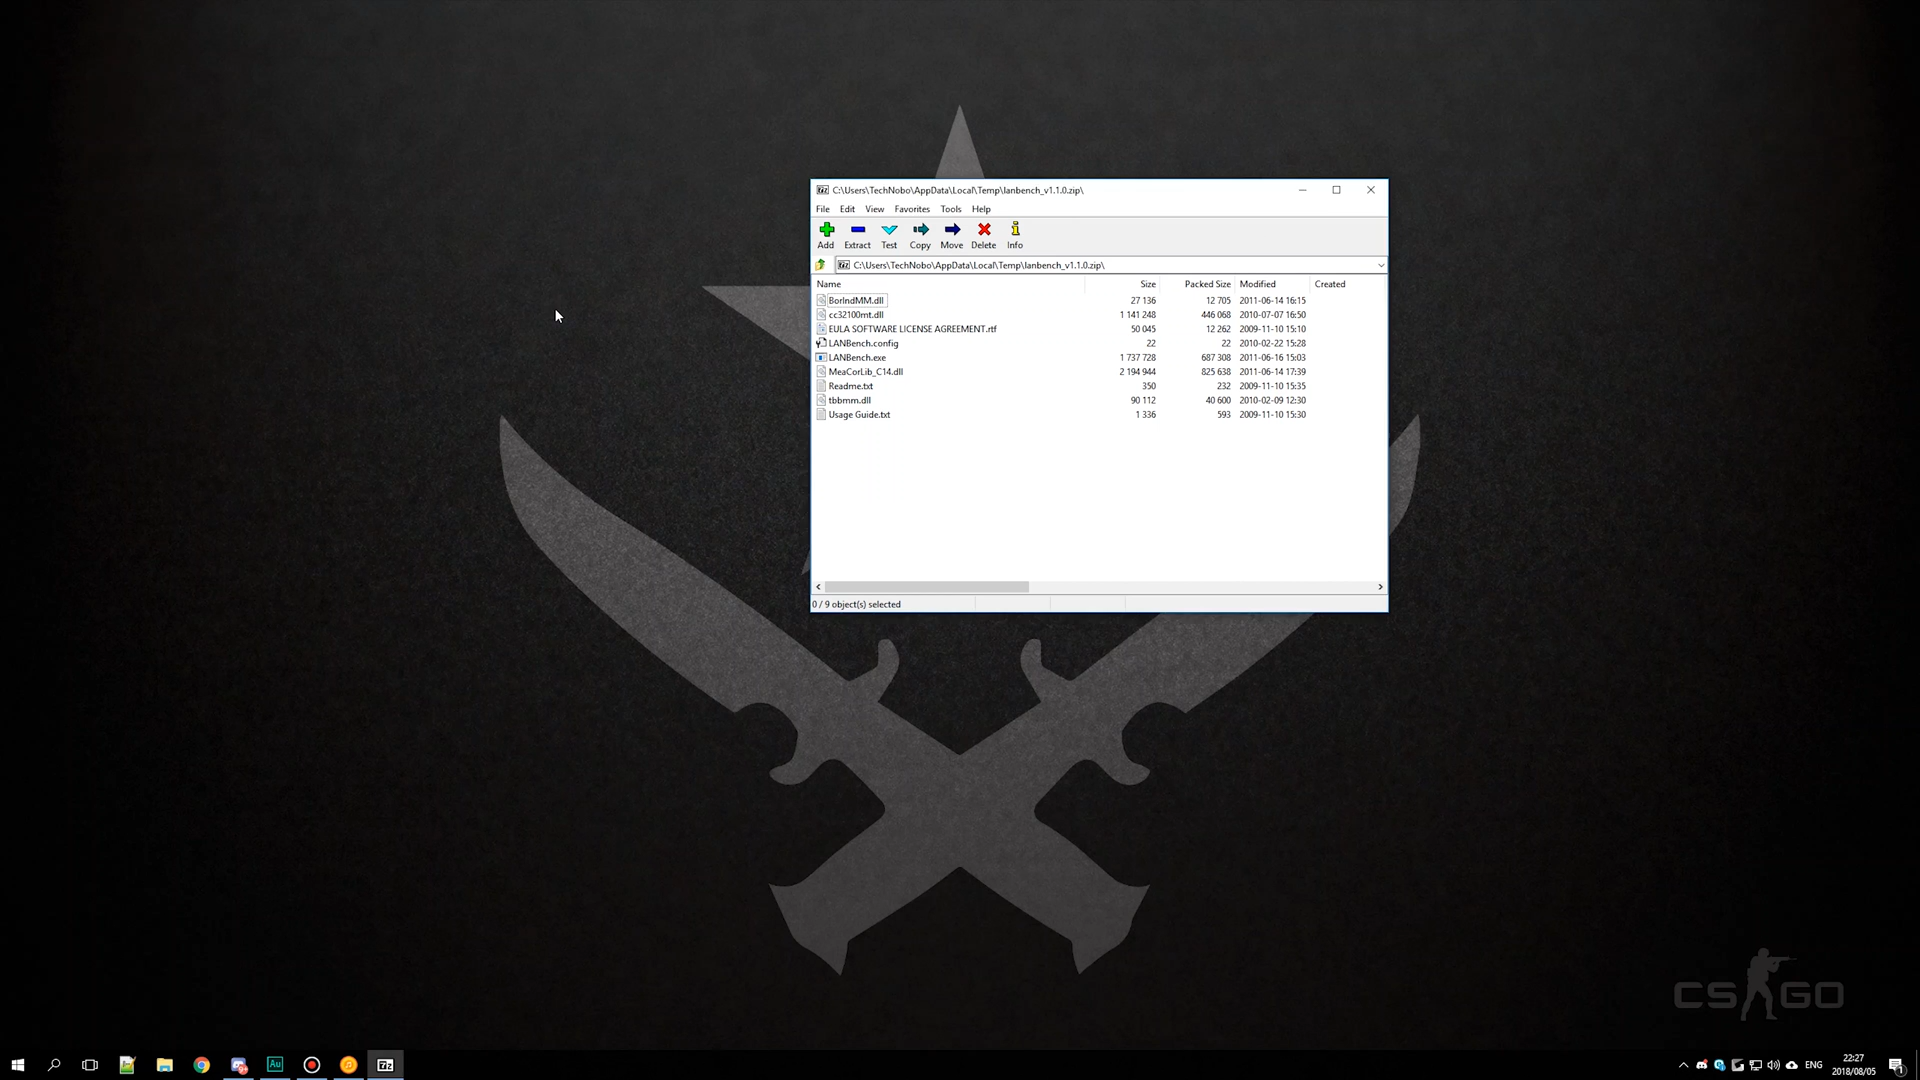 C:\Users\TechNobo\AppData\Local\Temp\lanbench_v1.1.0.zip\
File Edit View Favorites Tools Help
Add Extract Test Copy Move Delete Info
C:\Users\TechNobo\AppData\Local\Temp\lanbench_v1.1.0.zip\
Name Size Packed Size Modified Created
BorlndMM.dll 27 136 12 705 2011-06-14 16:15
cc32100mt.dll 1 141 248 446 068 2010-07-07 16:50
EULA SOFTWARE LICENSE AGREEMENT.rtf 50 045 12 262 2009-11-10 15:10
LANBench.config 22 22 2010-02-22 15:28
LANBench.exe 1 737 728 687 308 2011-06-16 15:03
MeaCorLib_C14.dll 2 194 944 825 638 2011-06-14 17:39
Readme.txt 350 232 2009-11-10 15:35
tbbmm.dll 90 112 40 600 2010-02-09 12:30
Usage Guide.txt 1 336 593 2009-11-10 15:30
0 / 9 object(s) selected
CS GO
Au
7z
ENG
22:27
2018/08/05
1